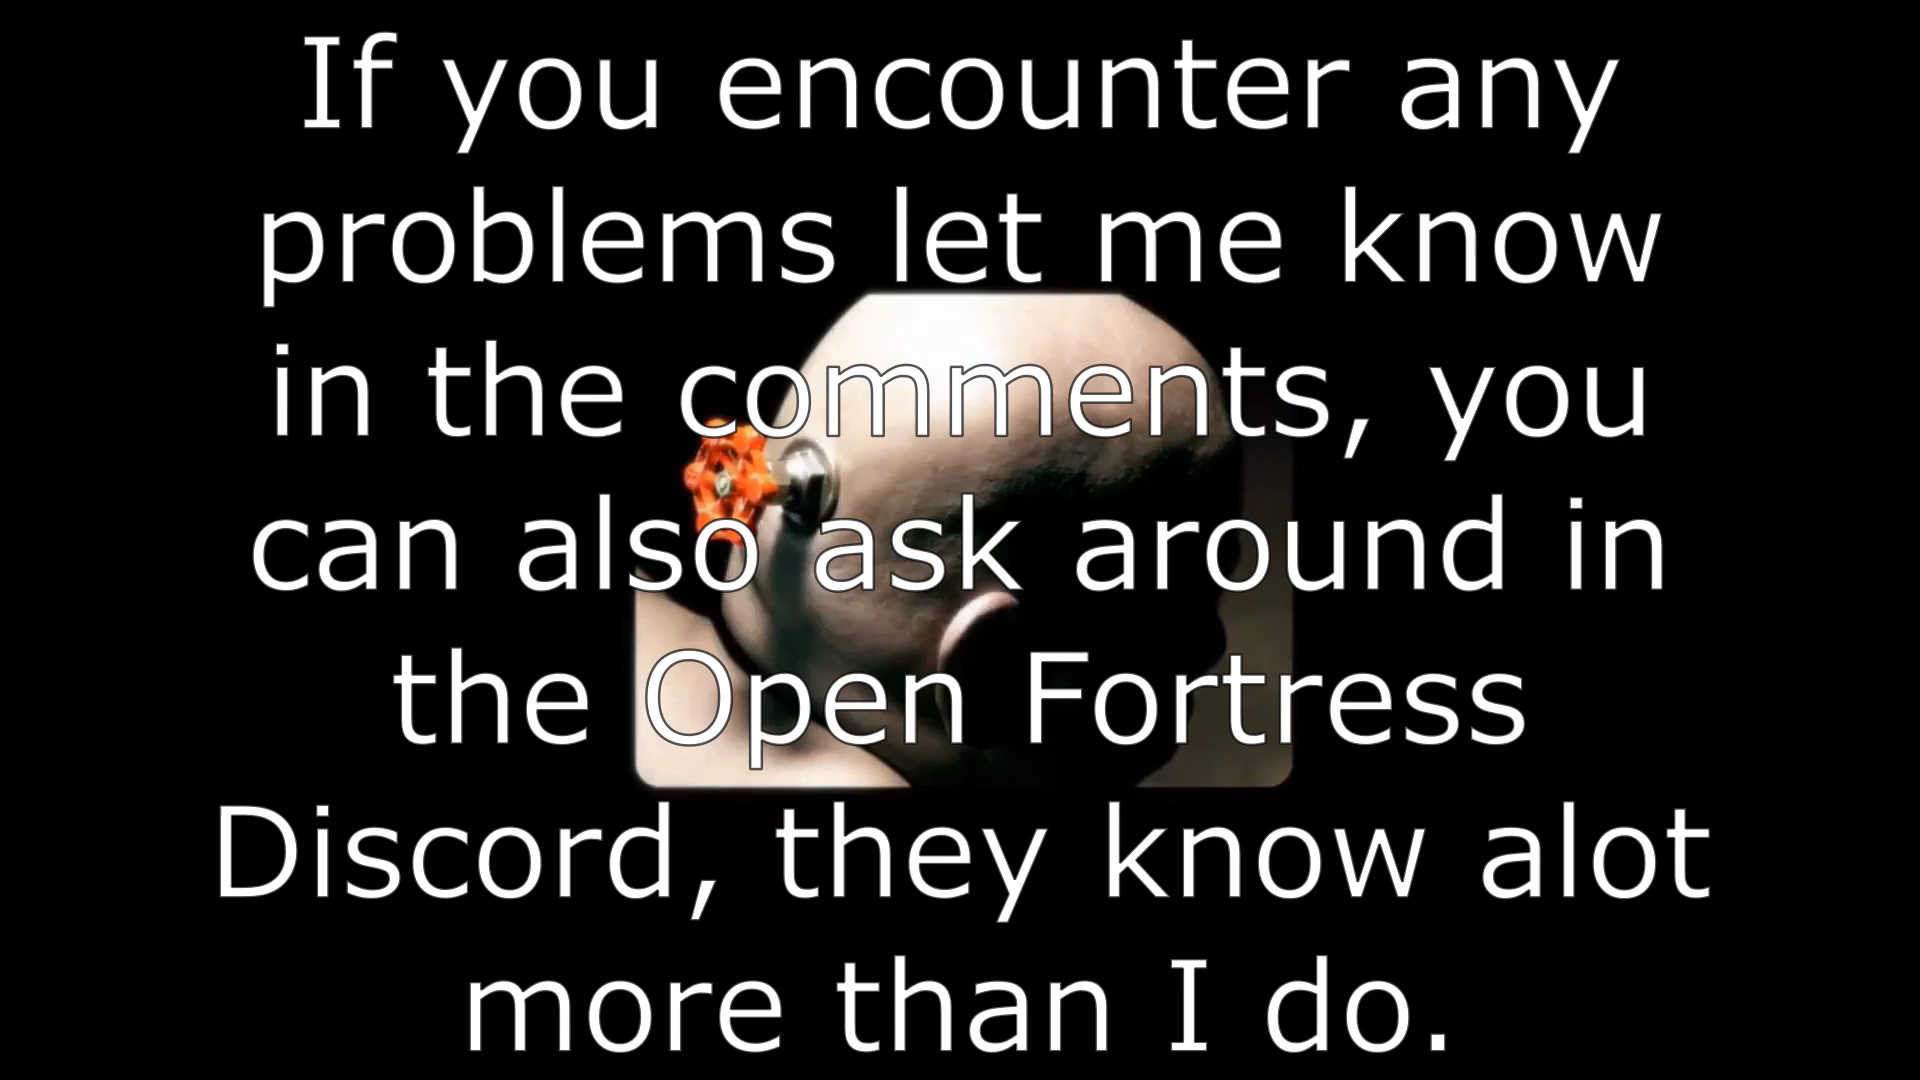 If you encounter any
problems let me know
in the comments, you
can also ask around in
the Open Fortress
Discord, they know alot
more than I do.